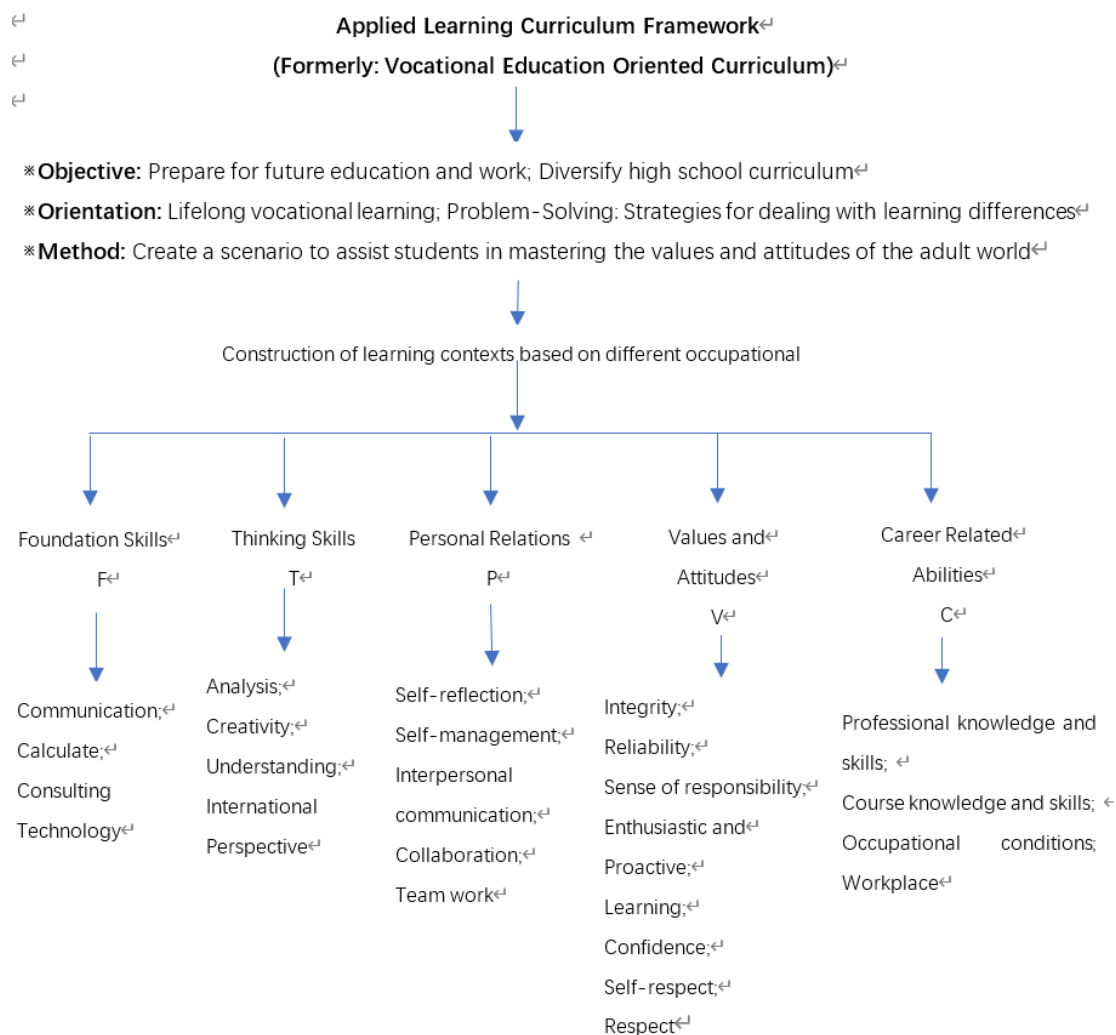 Applied Learning Curriculum Framework
(Formerly: Vocational Education Oriented Curriculum)
※Objective: Prepare for future education and work; Diversify high school curriculum
※Orientation: Lifelong vocational learning; Problem-Solving: Strategies for dealing with learning differences
※Method: Create a scenario to assist students in mastering the values and attitudes of the adult world
Construction of learning contexts based on different occupational
Foundation Skills
F
Communication;
Calculate;
Consulting
Technology
Thinking Skills
T
Analysis;
Creativity;
Understanding;
International
Perspective
Personal Relations
P
Self-reflection;
Self-management;
Interpersonal
communication;
Collaboration;
Team work
Values and
Attitudes
V
Integrity;
Reliability;
Sense of responsibility;
Enthusiastic and
Proactive;
Learning;
Confidence;
Self-respect;
Respect
Career Related
Abilities
C
Professional knowledge and
skills;
Course knowledge and skills;
Occupational conditions;
Workplace